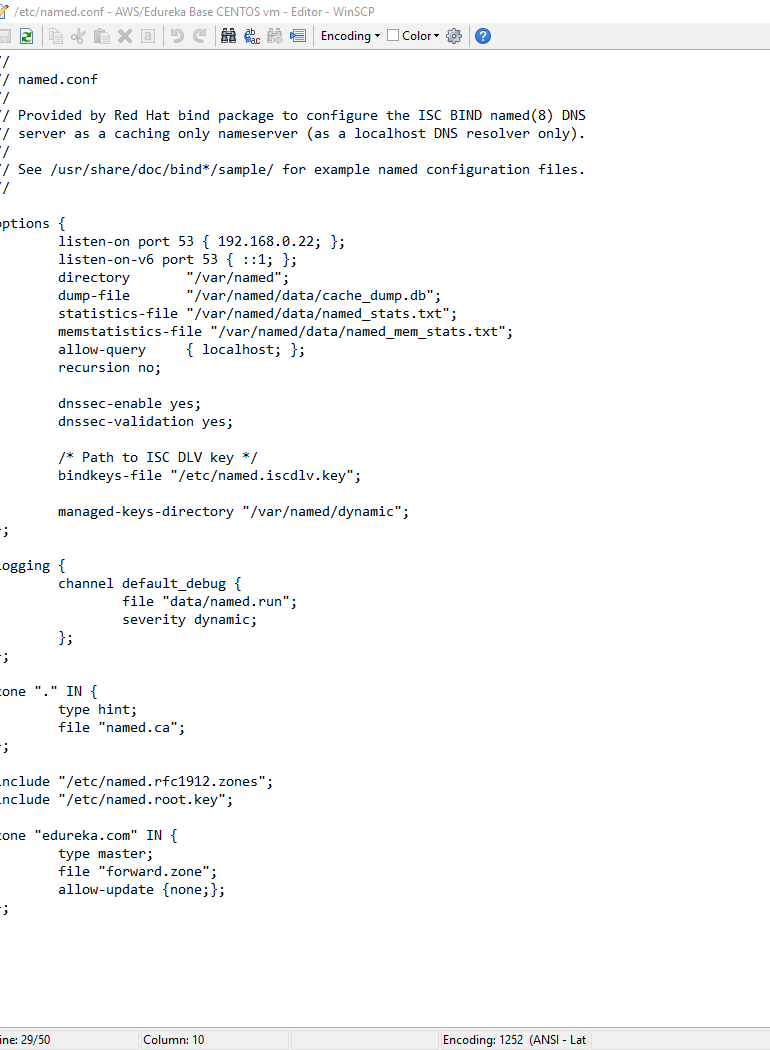 /etc/named.conf - AWS/Edureka Base CENTOS vm - Editor - WinSCP
Encoding Color
//
// named.conf
//
// Provided by Red Hat bind package to configure the ISC BIND named(8) DNS
// server as a caching only nameserver (as a localhost DNS resolver only).
//
// See /usr/share/doc/bind*/sample/ for example named configuration files.
//
options {
listen-on port 53 { 192.168.0.22; };
listen-on-v6 port 53 { ::1; };
directory "/var/named";
dump-file "/var/named/data/cache_dump.db";
statistics-file "/var/named/data/named_stats.txt";
memstatistics-file "/var/named/data/named_mem_stats.txt";
allow-query { localhost; };
recursion no;
dnssec-enable yes;
dnssec-validation yes;
/* Path to ISC DLV key */
bindkeys-file "/etc/named.iscdlv.key";
managed-keys-directory "/var/named/dynamic";
};
logging {
channel default_debug {
file "data/named.run";
severity dynamic;
};
};
zone "." IN {
type hint;
file "named.ca";
};
include "/etc/named.rfc1912.zones";
include "/etc/named.root.key";
zone "edureka.com" IN {
type master;
file "forward.zone";
allow-update {none;};
};
Line: 29/50 Column: 10 Encoding: 1252 (ANSI - Lat